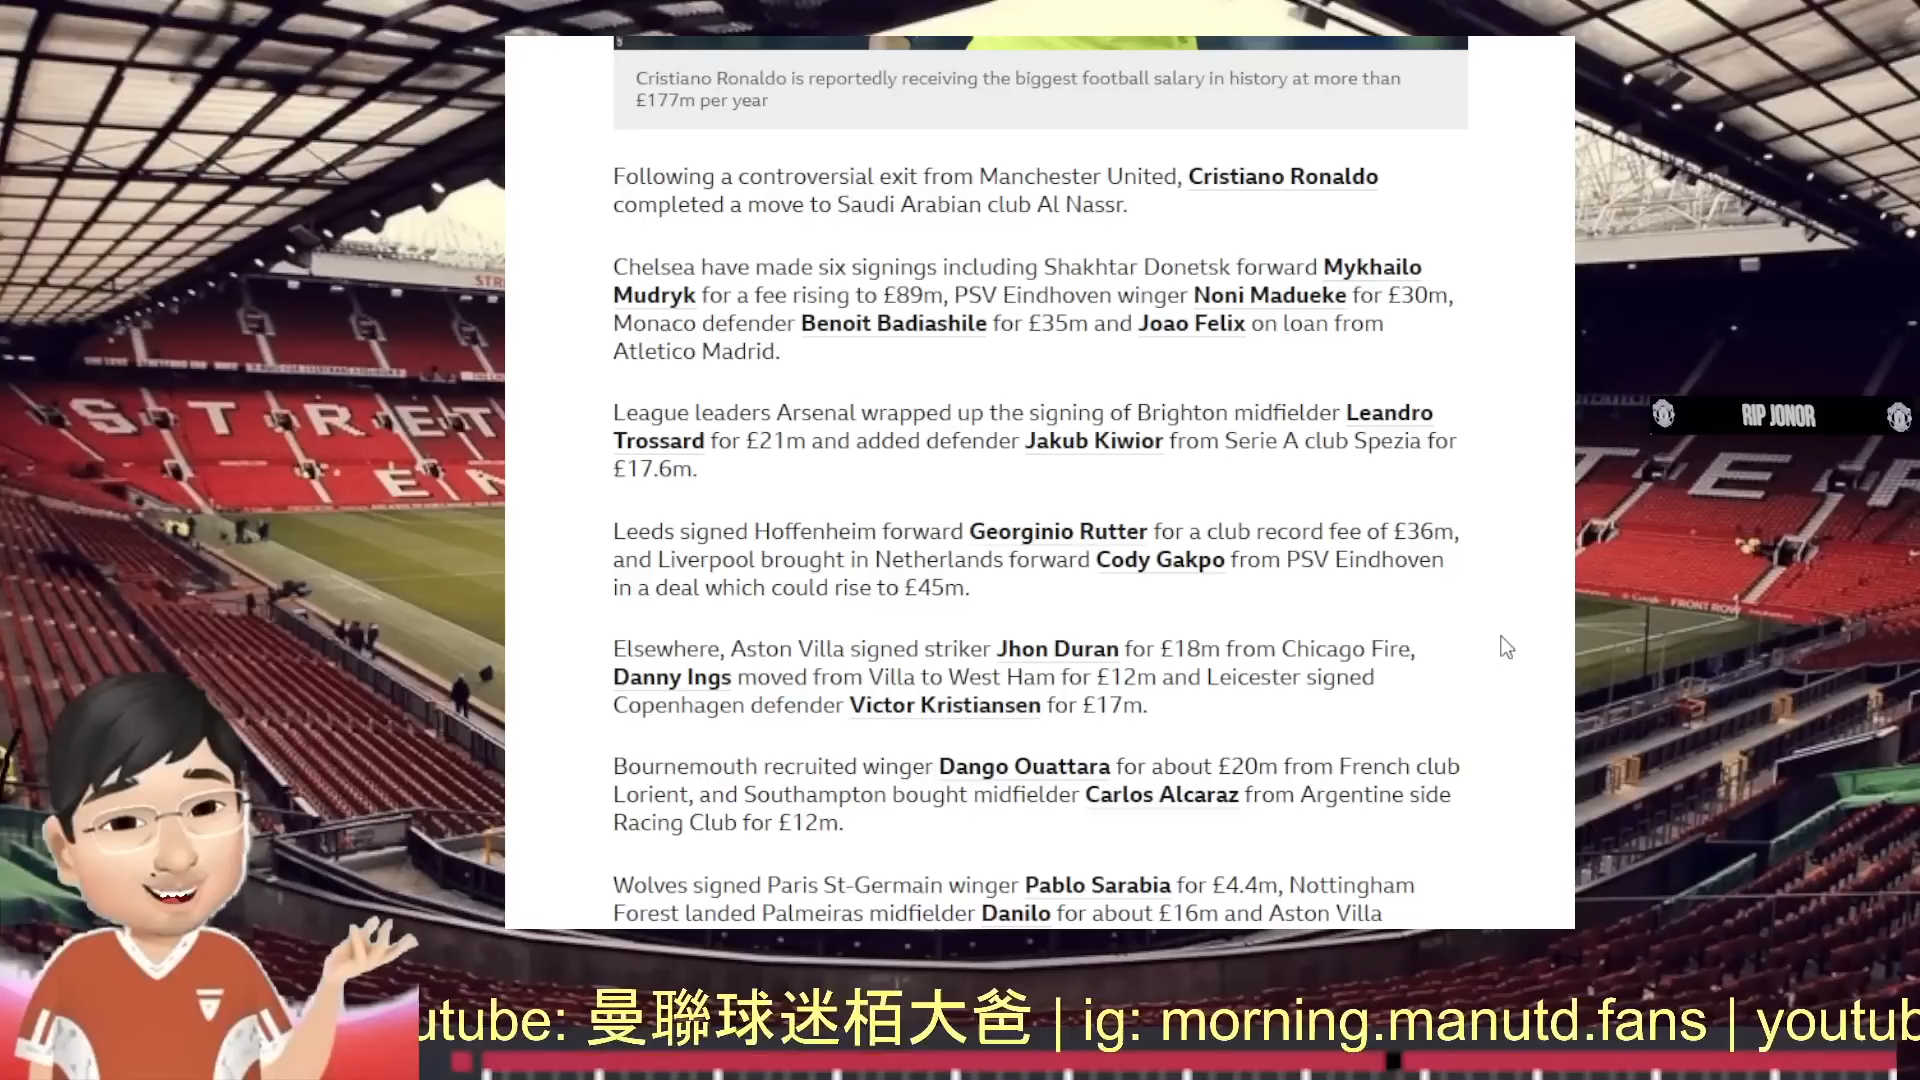 Cristiano Ronaldo is reportedly receiving the biggest football salary in history at more than
£177m per year
Following a controversial exit from Manchester United, Cristiano Ronaldo
completed a move to Saudi Arabian club Al Nassr.
Chelsea have made six signings including Shakhtar Donetsk forward Mykhailo
Mudryk for a fee rising to £89m, PSV Eindhoven winger Noni Madueke for £30m,
Monaco defender Benoit Badiashile for £35m and Joao Felix on loan from
Atletico Madrid.
League leaders Arsenal wrapped up the signing of Brighton midfielder Leandro
Trossard for £21m and added defender Jakub Kiwior from Serie A club Spezia for
£17.6m.
Leeds signed Hoffenheim forward Georginio Rutter for a club record fee of £36m,
and Liverpool brought in Netherlands forward Cody Gakpo from PSV Eindhoven
in a deal which could rise to £45m.
Elsewhere, Aston Villa signed striker Jhon Duran for £18m from Chicago Fire,
Danny Ings moved from Villa to West Ham for £12m and Leicester signed
Copenhagen defender Victor Kristiansen for £17m.
Bournemouth recruited winger Dango Ouattara for about £20m from French club
Lorient, and Southampton bought midfielder Carlos Alcaraz from Argentine side
Racing Club for £12m.
Wolves signed Paris St-Germain winger Pablo Sarabia for £4.4m, Nottingham
Forest landed Palmeiras midfielder Danilo for about £16m and Aston Villa
STRET
EN
TER
RIP JONOR
FRONT ROW
utube: 曼聯球迷栢大爸 | ig: morning.manutd.fans | youtub